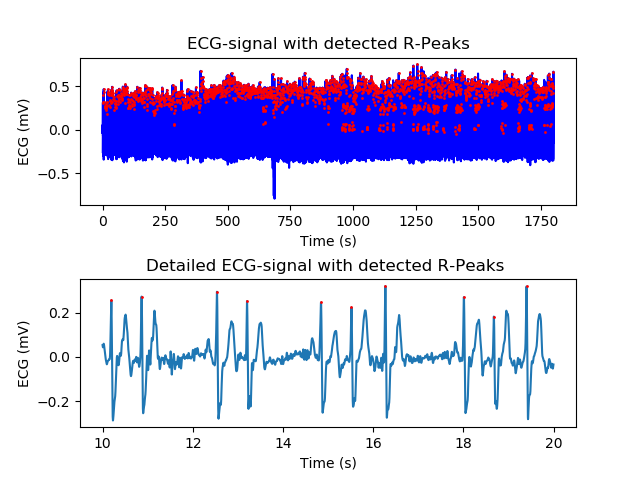 ECG-signal with detected R-Peaks
0.5
0.0
−0.5
ECG (mV)
0 250 500 750 1000 1250 1500 1750
Time (s)
Detailed ECG-signal with detected R-Peaks
0.2
0.0
−0.2
ECG (mV)
10 12 14 16 18 20
Time (s)